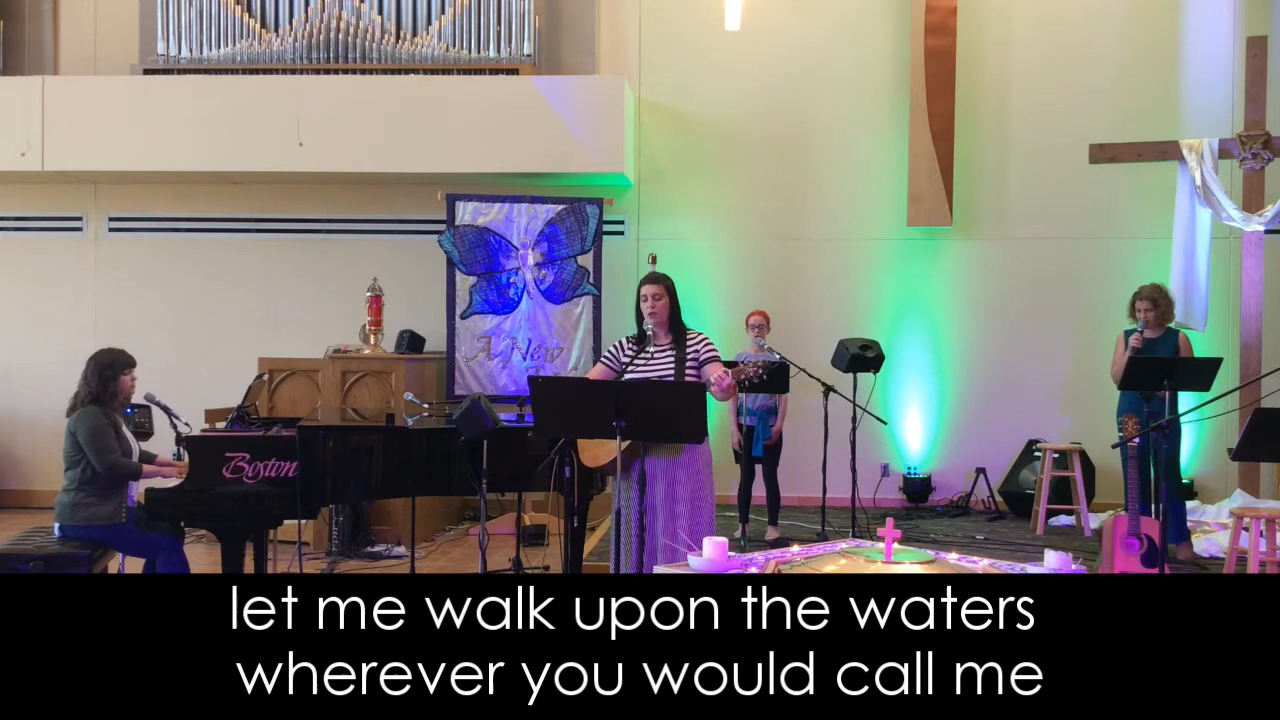 A New
Boston
let me walk upon the waters
wherever you would call me